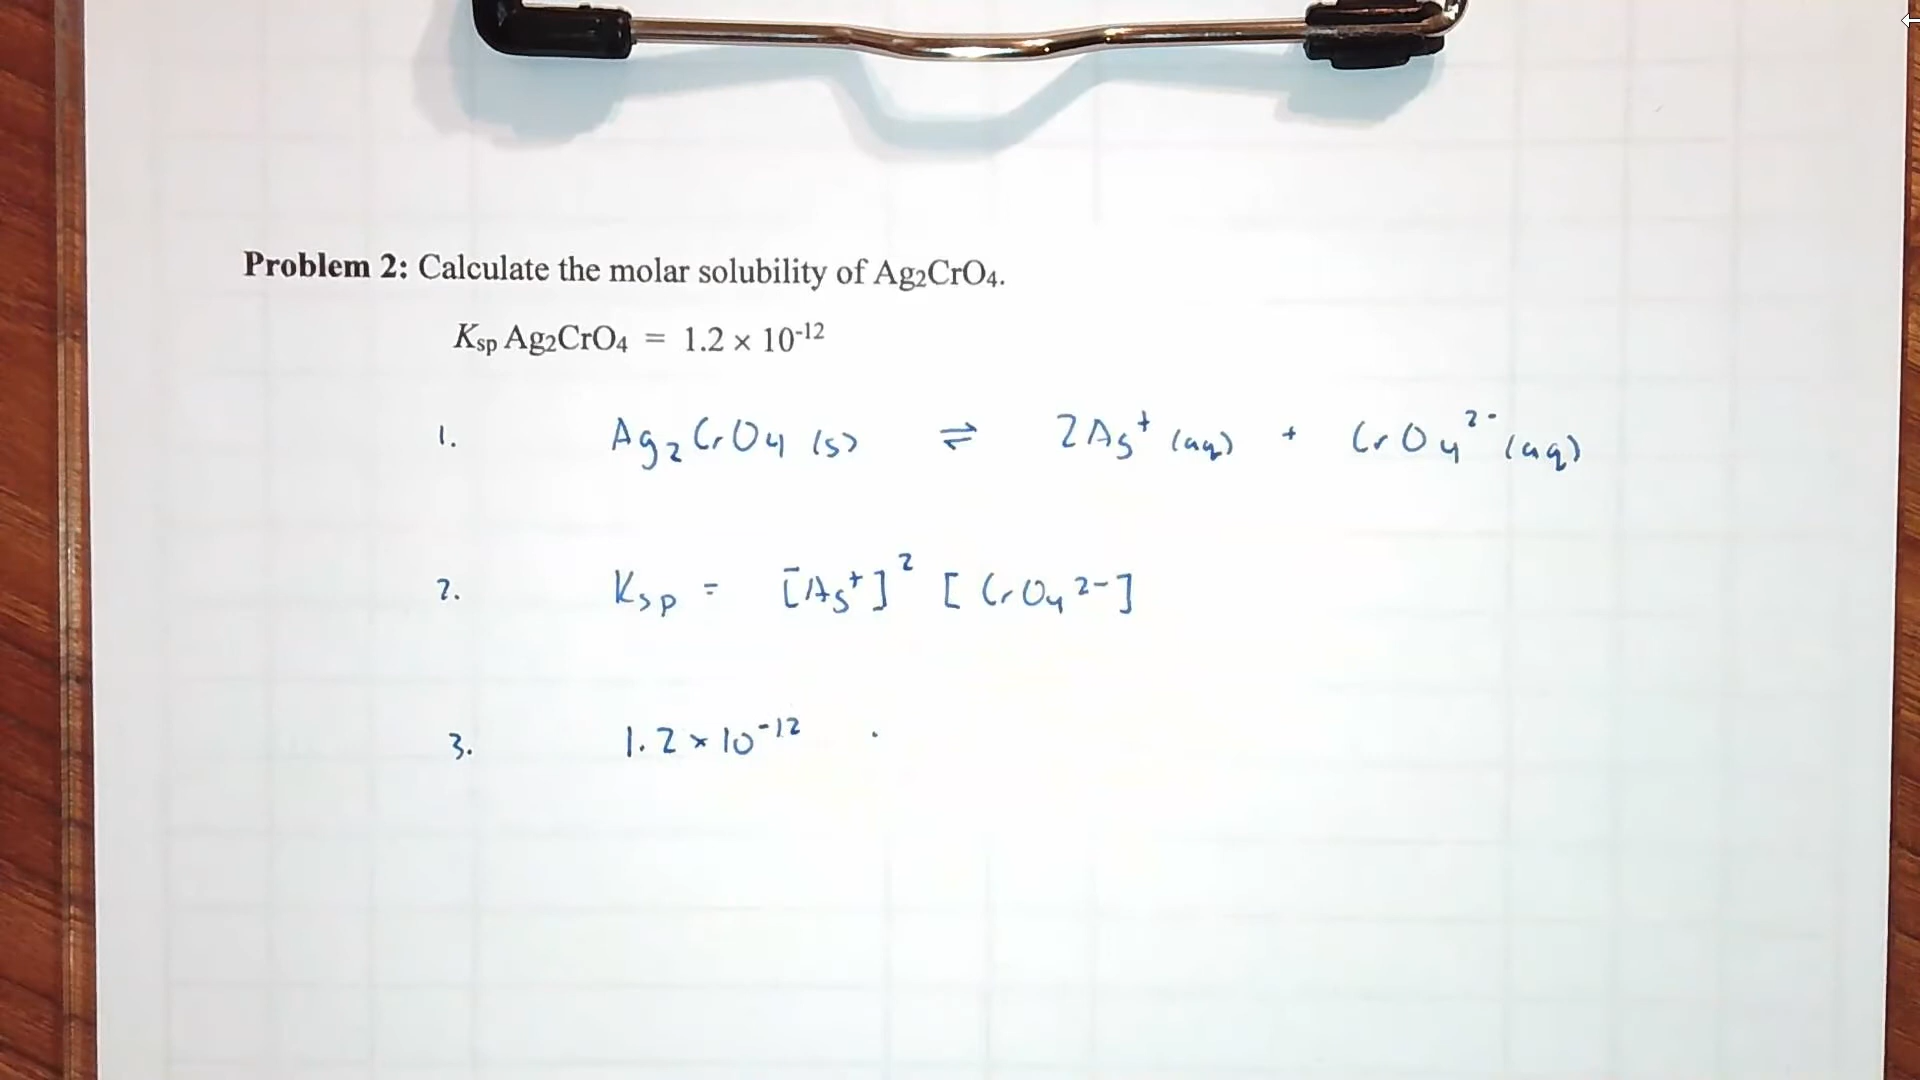 Problem 2: Calculate the molar solubility of Ag₂CrO₄.
Ksp Ag₂CrO₄ = 1.2 × 10⁻¹²
1. Ag₂CrO₄ (s) ⇌ 2Ag⁺ (aq) + CrO₄²⁻ (aq)
2. Ksp = [Ag⁺]² [CrO₄²⁻]
3. 1.2 × 10⁻¹²